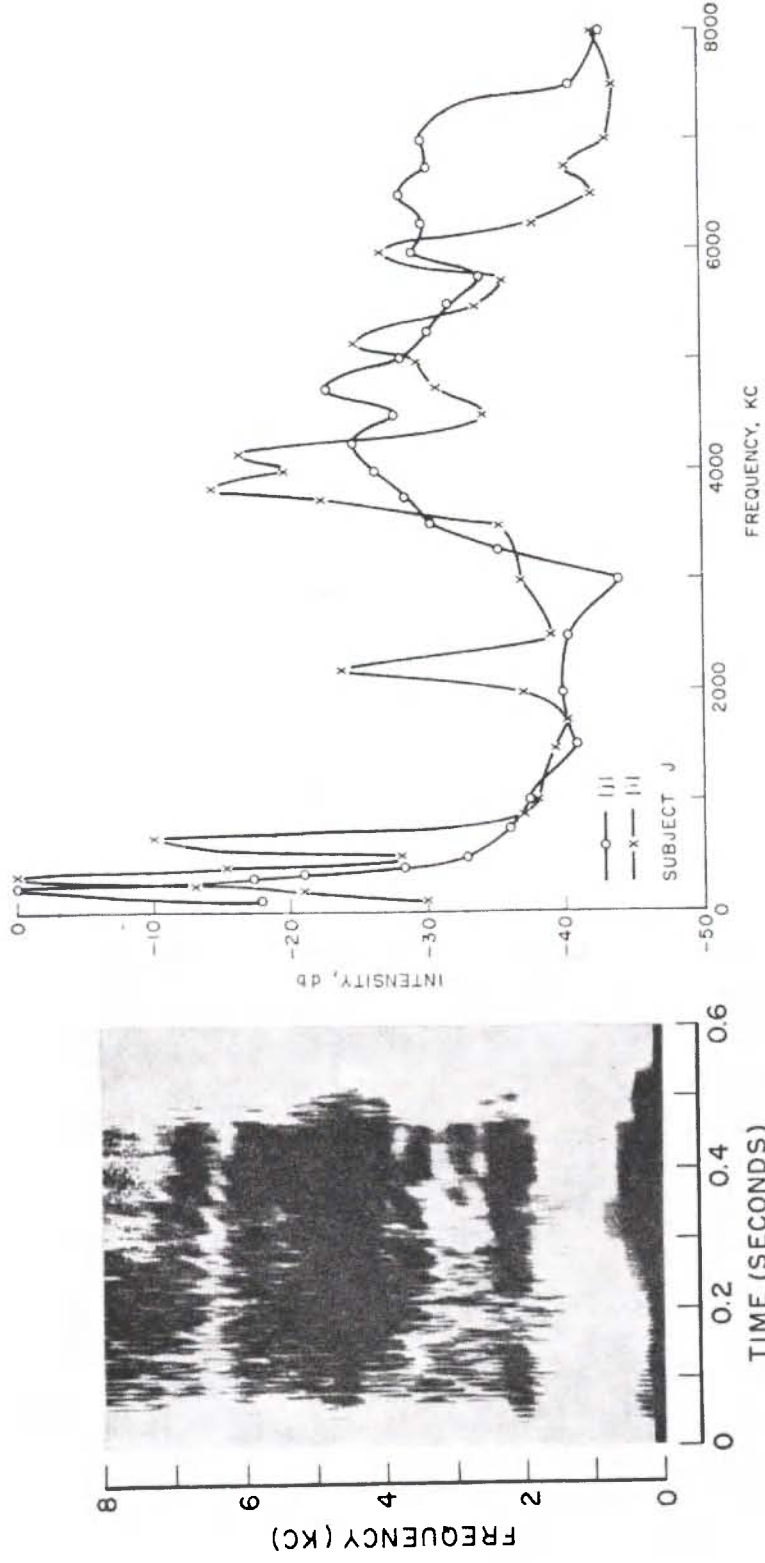 8
6
4
2
0
FREQUENCY (KC)
0
0.2
0.4
0.6
TIME (SECONDS)
0
-10
-20
-30
-40
-50
INTENSITY, db
0
2000
4000
6000
8000
FREQUENCY, KC
|j|
|i|
SUBJECT J